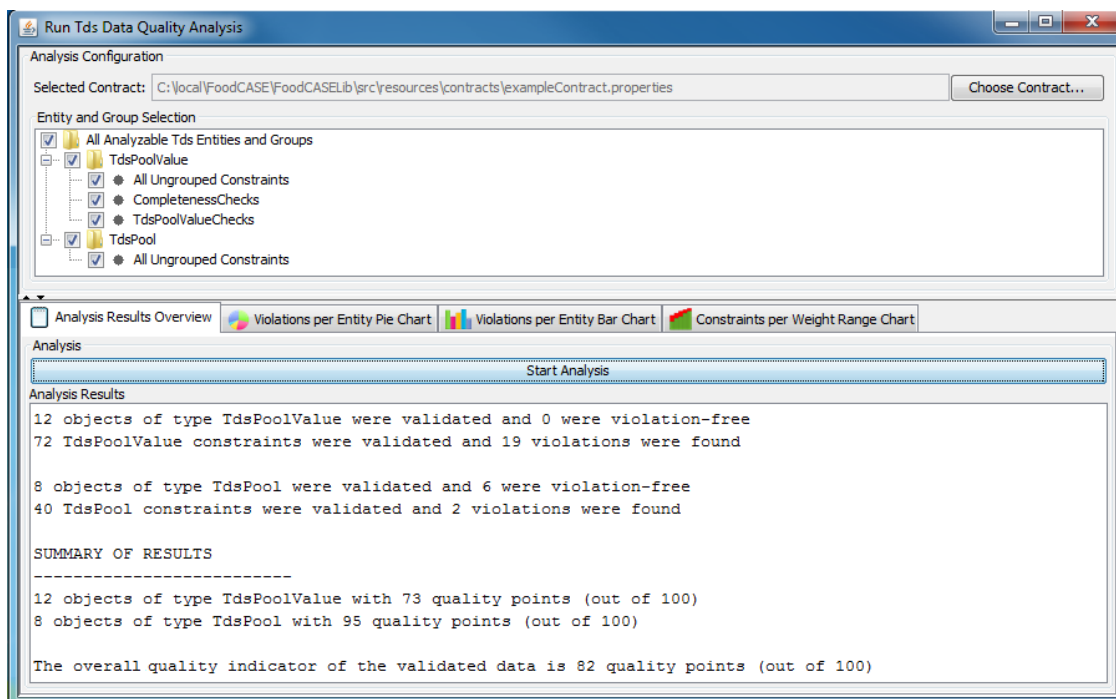 Run Tds Data Quality Analysis
Analysis Configuration
Selected Contract: C:\local\FoodCASE\FoodCASELib\src\resources\contracts\exampleContract.properties Choose Contract...
Entity and Group Selection
All Analyzable Tds Entities and Groups
TdsPoolValue
All Ungrouped Constraints
CompletenessChecks
TdsPoolValueChecks
TdsPool
All Ungrouped Constraints
Analysis Results Overview Violations per Entity Pie Chart Violations per Entity Bar Chart Constraints per Weight Range Chart
Analysis
Start Analysis
Analysis Results
12 objects of type TdsPoolValue were validated and 0 were violation-free
72 TdsPoolValue constraints were validated and 19 violations were found
8 objects of type TdsPool were validated and 6 were violation-free
40 TdsPool constraints were validated and 2 violations were found
SUMMARY OF RESULTS
--------------------------
12 objects of type TdsPoolValue with 73 quality points (out of 100)
8 objects of type TdsPool with 95 quality points (out of 100)
The overall quality indicator of the validated data is 82 quality points (out of 100)